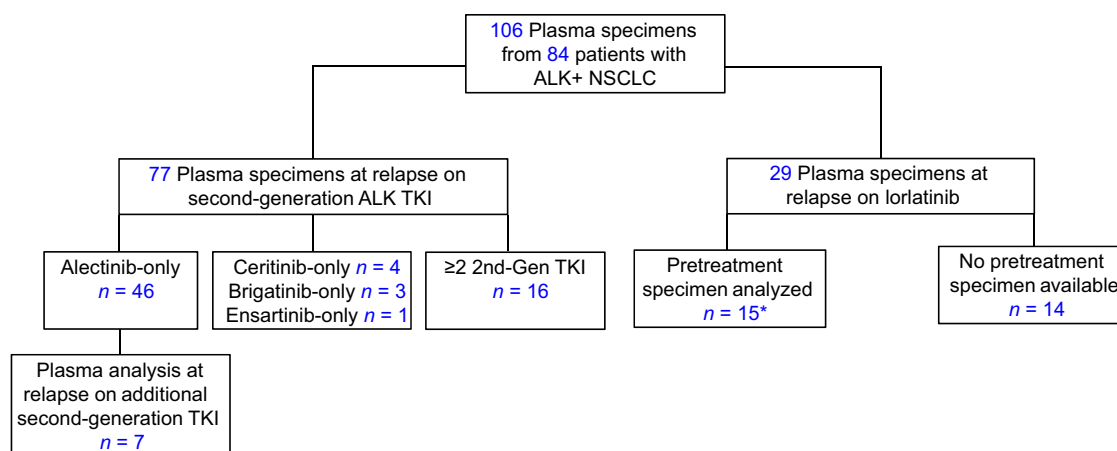 106 Plasma specimens
from 84 patients with
ALK+ NSCLC
77 Plasma specimens at relapse on
second-generation ALK TKI
29 Plasma specimens at
relapse on lorlatinib
Alectinib-only
n = 46
Ceritinib-only n = 4
Brigatinib-only n = 3
Ensartinib-only n = 1
≥2 2nd-Gen TKI
n = 16
Pretreatment
specimen analyzed
n = 15*
No pretreatment
specimen available
n = 14
Plasma analysis at
relapse on additional
second-generation TKI
n = 7